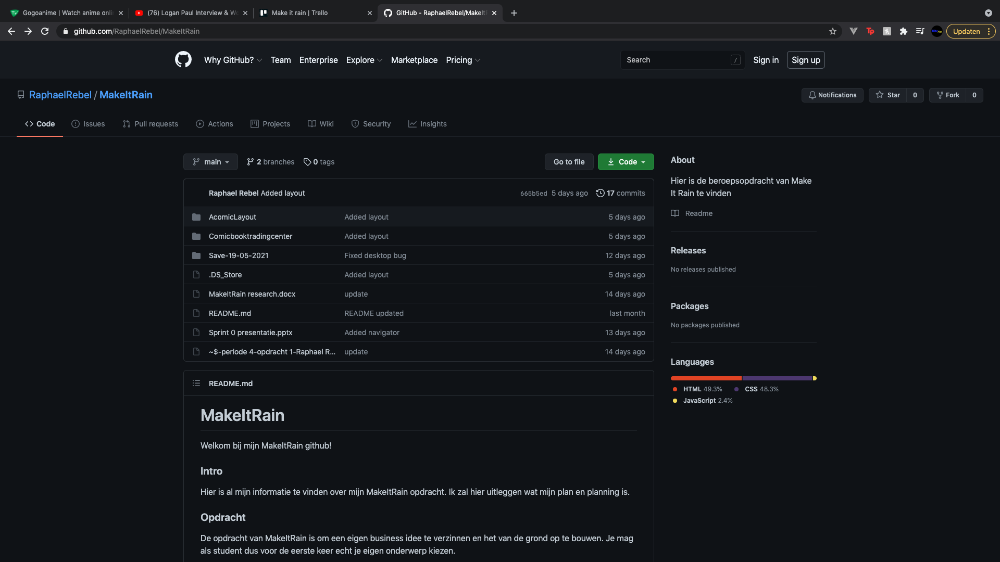 Gogoanime | Watch anime onli
(76) Logan Paul Interview & Wo
Make it rain | Trello
GitHub - RaphaelRebel/MakeItR
github.com/RaphaelRebel/MakeItRain
Updaten
Why GitHub?
Team
Enterprise
Explore
Marketplace
Pricing
Search
/
Sign in
Sign up
RaphaelRebel / MakeItRain
Notifications
Star 0
Fork 0
Code
Issues
Pull requests
Actions
Projects
Wiki
Security
Insights
main
2 branches
0 tags
Go to file
Code
Raphael Rebel Added layout 665b5ed 5 days ago 17 commits
AcomicLayout Added layout 5 days ago
Comicbooktradingcenter Added layout 5 days ago
Save-19-05-2021 Fixed desktop bug 12 days ago
.DS_Store Added layout 5 days ago
MakeItRain research.docx update 14 days ago
README.md README updated last month
Sprint 0 presentatie.pptx Added navigator 13 days ago
~$-periode 4-opdracht 1-Raphael R... update 14 days ago
README.md
MakeItRain
Welkom bij mijn MakeItRain github!
Intro
Hier is al mijn informatie te vinden over mijn MakeItRain opdracht. Ik zal hier uitleggen wat mijn plan en planning is.
Opdracht
De opdracht van MakeItRain is om een eigen business idee te verzinnen en het van de grond op te bouwen. Je mag
als student dus voor de eerste keer echt je eigen onderwerp kiezen.
About
Hier is de beroepsopdracht van Make
It Rain te vinden
Readme
Releases
No releases published
Packages
No packages published
Languages
HTML 49.3% CSS 48.3%
JavaScript 2.4%